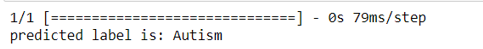 1/1 [==============================] - 0s 79ms/step
predicted label is: Autism